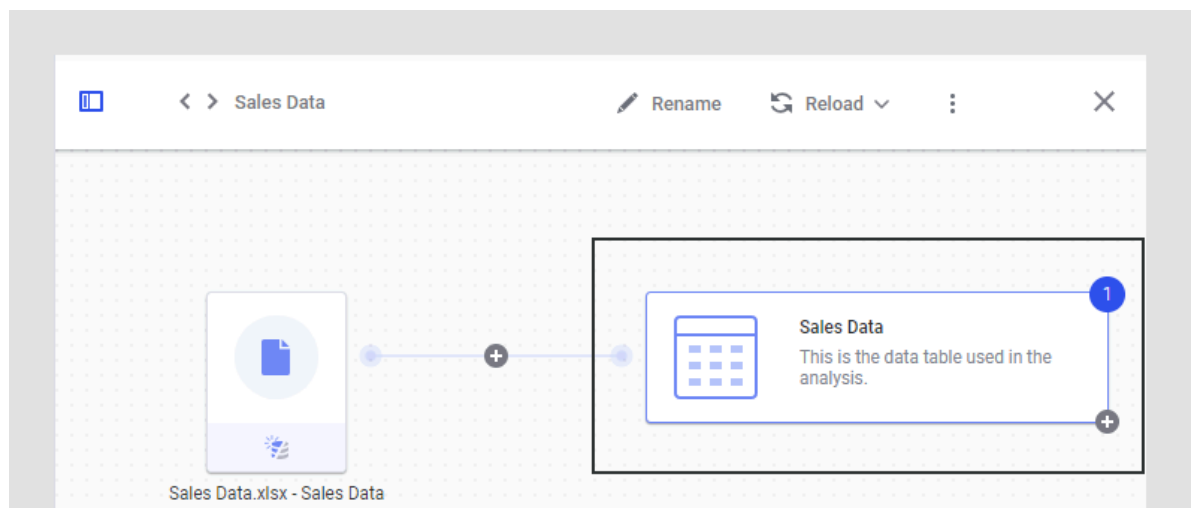 Sales Data
Rename
Reload
1
Sales Data
This is the data table used in the
analysis.
Sales Data.xlsx - Sales Data